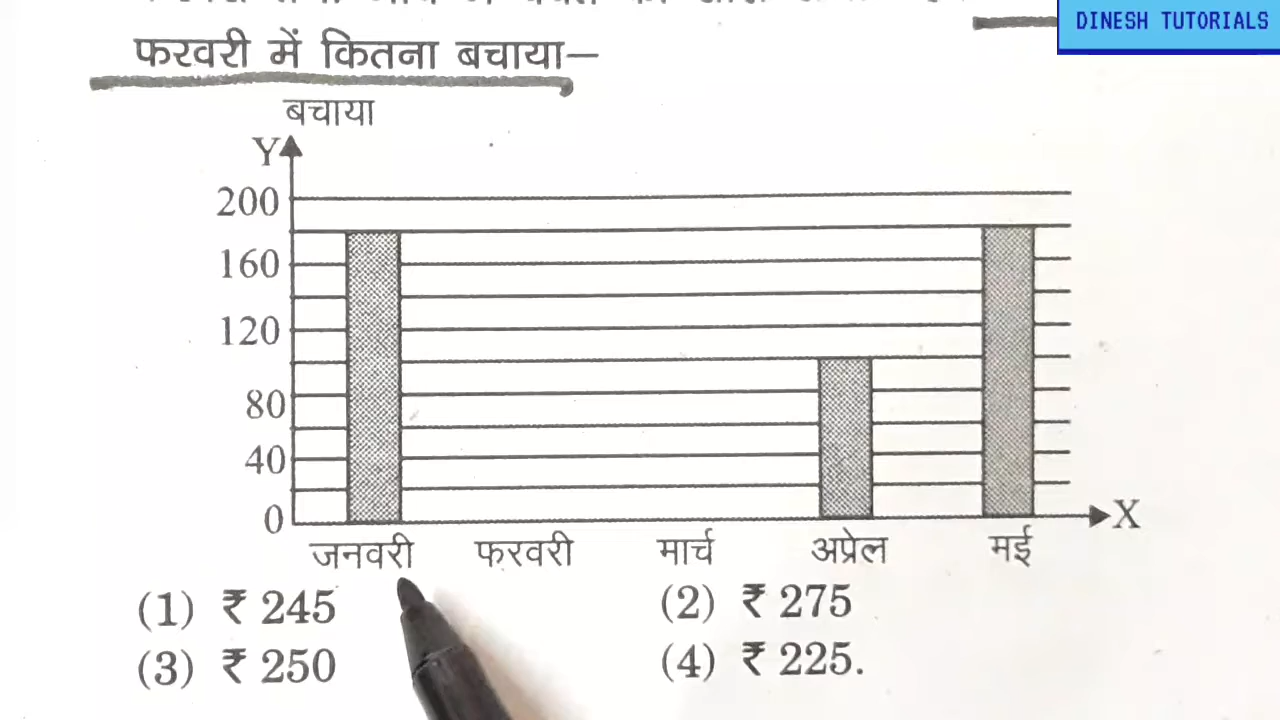 DINESH TUTORIALS
फरवरी में कितना बचाया—
बचाया
Y
200
160
120
80
40
0
X
जनवरी फरवरी मार्च अप्रेल मई
(1) ₹ 245 (2) ₹ 275
(3) ₹ 250 (4) ₹ 225.